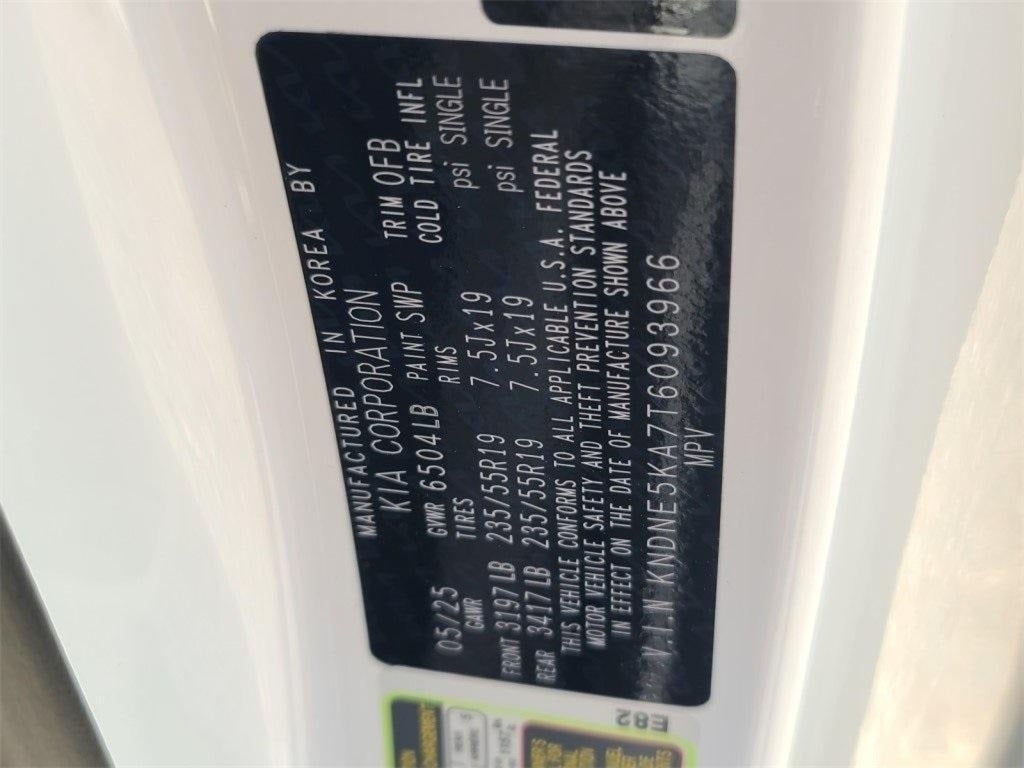 MANUFACTURED IN KOREA BY
KIA CORPORATION
05/25 GVWR 6504LB PAINT SWP TRIM OFB
GAWR TIRES RIMS COLD TIRE INFL
FRONT 3197LB 235/55R19 7.5Jx19 psi SINGLE
REAR 3417LB 235/55R19 7.5Jx19 psi SINGLE
THIS VEHICLE CONFORMS TO ALL APPLICABLE U.S.A. FEDERAL
MOTOR VEHICLE SAFETY AND THEFT PREVENTION STANDARDS
IN EFFECT ON THE DATE OF MANUFACTURE SHOWN ABOVE
V.I.N KNDNE5KA7T6093966
MPV